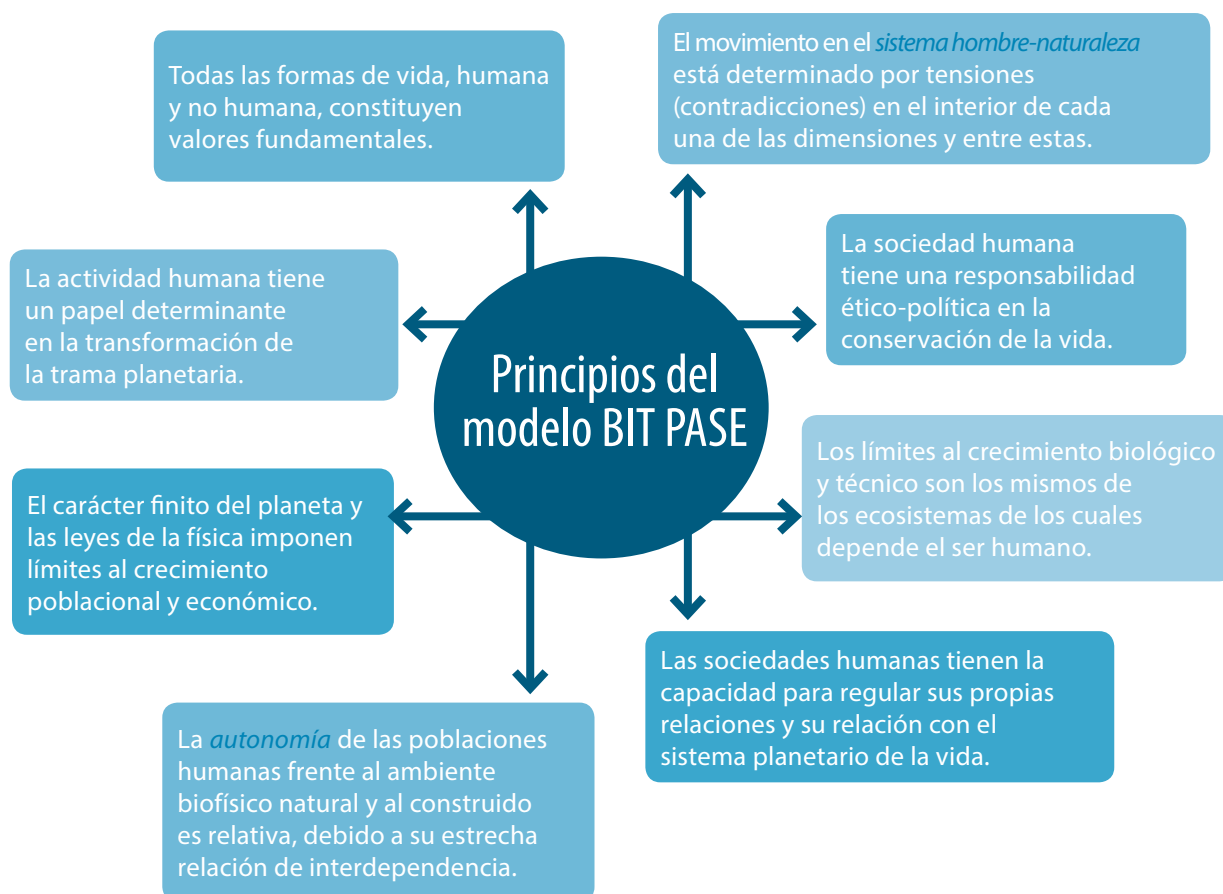 Todas las formas de vida, humana
y no humana, constituyen
valores fundamentales.
El movimiento en el sistema hombre-naturaleza
está determinado por tensiones
(contradicciones) en el interior de cada
una de las dimensiones y entre estas.
La actividad humana tiene
un papel determinante
en la transformación de
la trama planetaria.
La sociedad humana
tiene una responsabilidad
ético-política en la
conservación de la vida.
Principios del
modelo BIT PASE
Los límites al crecimiento biológico
y técnico son los mismos de
los ecosistemas de los cuales
depende el ser humano.
El carácter finito del planeta y
las leyes de la física imponen
límites al crecimiento
poblacional y económico.
Las sociedades humanas tienen la
capacidad para regular sus propias
relaciones y su relación con el
sistema planetario de la vida.
La autonomía de las poblaciones
humanas frente al ambiente
biofísico natural y al construido
es relativa, debido a su estrecha
relación de interdependencia.